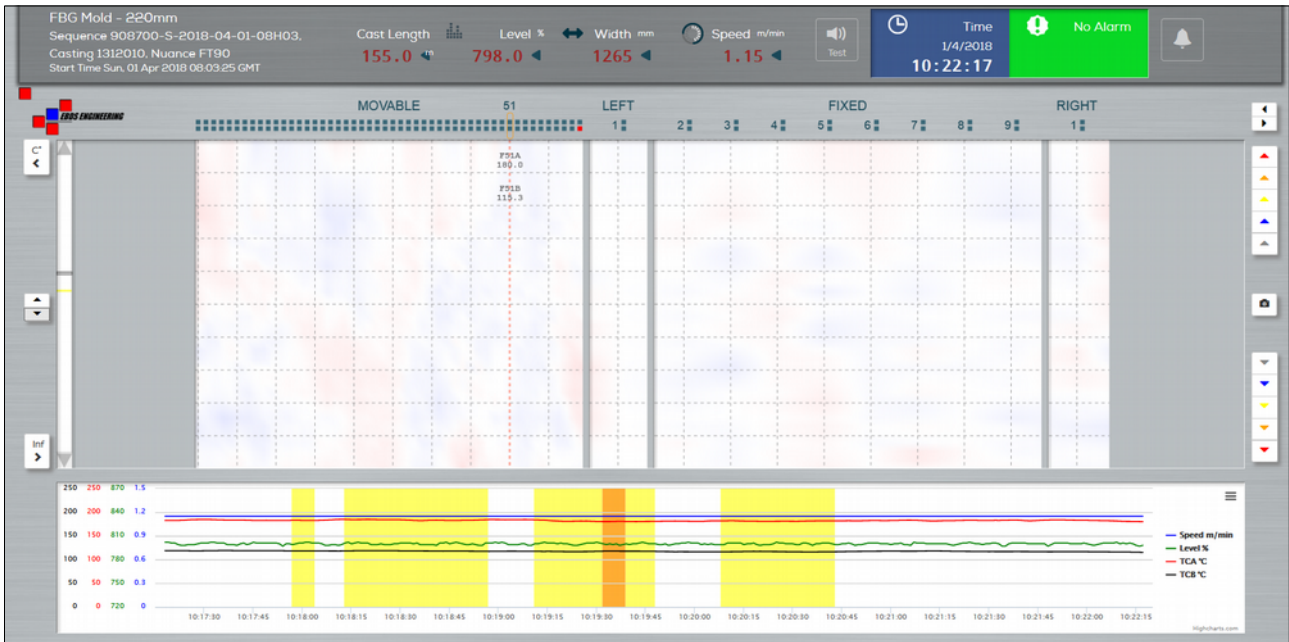 FBG Mold - 220mm
Sequence 908700-S-2018-04-01-08H03,
Casting 1312010, Nuance FT90
Start Time Sun, 01 Apr 2018 08:03:25 GMT
Cast Length
155.0 m
Level %
798.0
Width mm
1265
Speed m/min
1.15
Test
Time
1/4/2018
10:22:17
No Alarm
EBDS ENGINEERING
MOVABLE 51 LEFT FIXED RIGHT
1 2 3 4 5 6 7 8 9 1
C°
F51A
180.0
F51B
115.3
Inf
250 250 870 1.5
200 200 840 1.2
150 150 810 0.9
100 100 780 0.6
50 50 750 0.3
0 0 720 0
Speed m/min
Level %
TCA °C
TCB °C
10:17:30 10:17:45 10:18:00 10:18:15 10:18:30 10:18:45 10:19:00 10:19:15 10:19:30 10:19:45 10:20:00 10:20:15 10:20:30 10:20:45 10:21:00 10:21:15 10:21:30 10:21:45 10:22:00 10:22:15
Highcharts.com